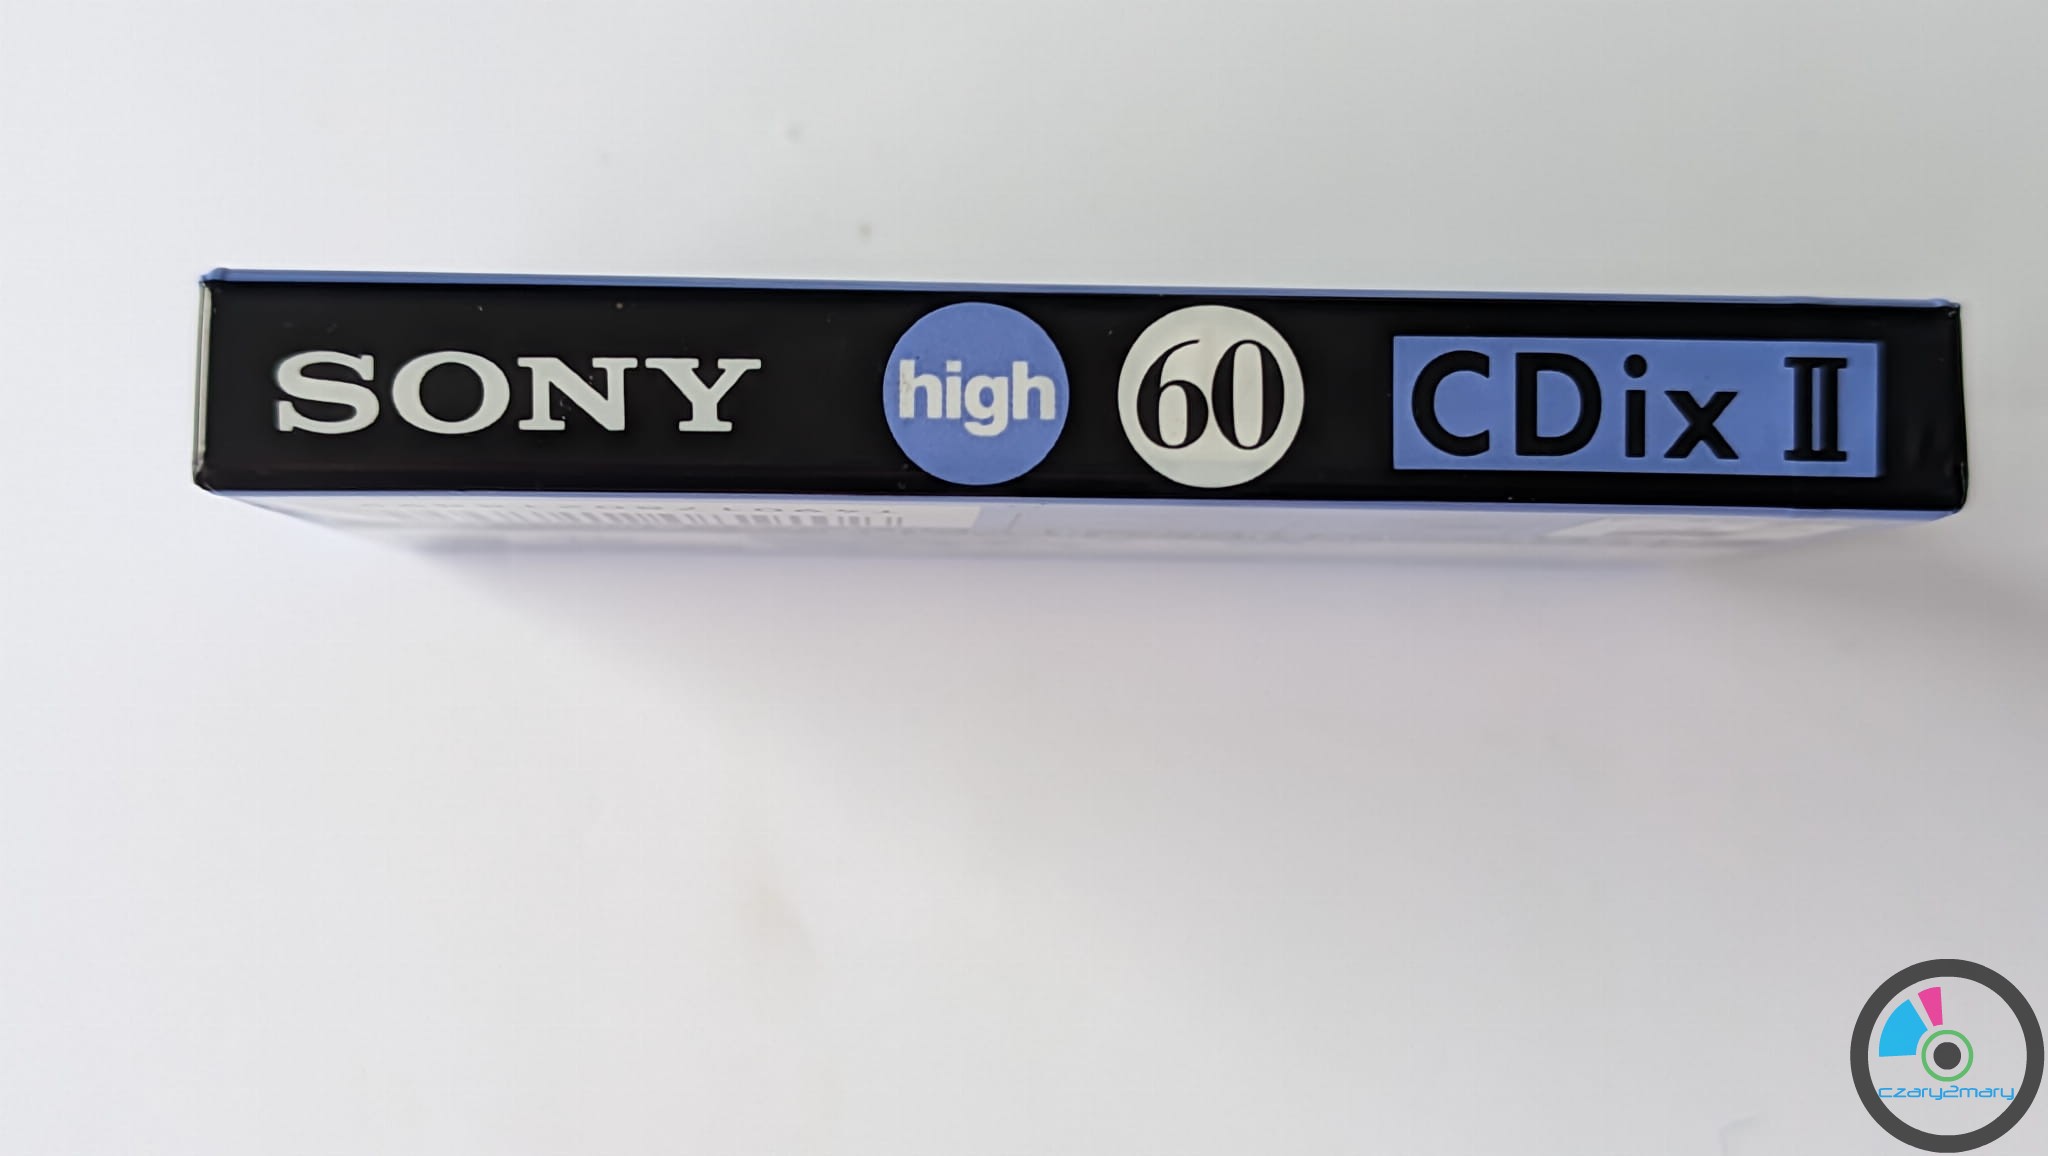 SONY high 60 CDix II
czary2mary